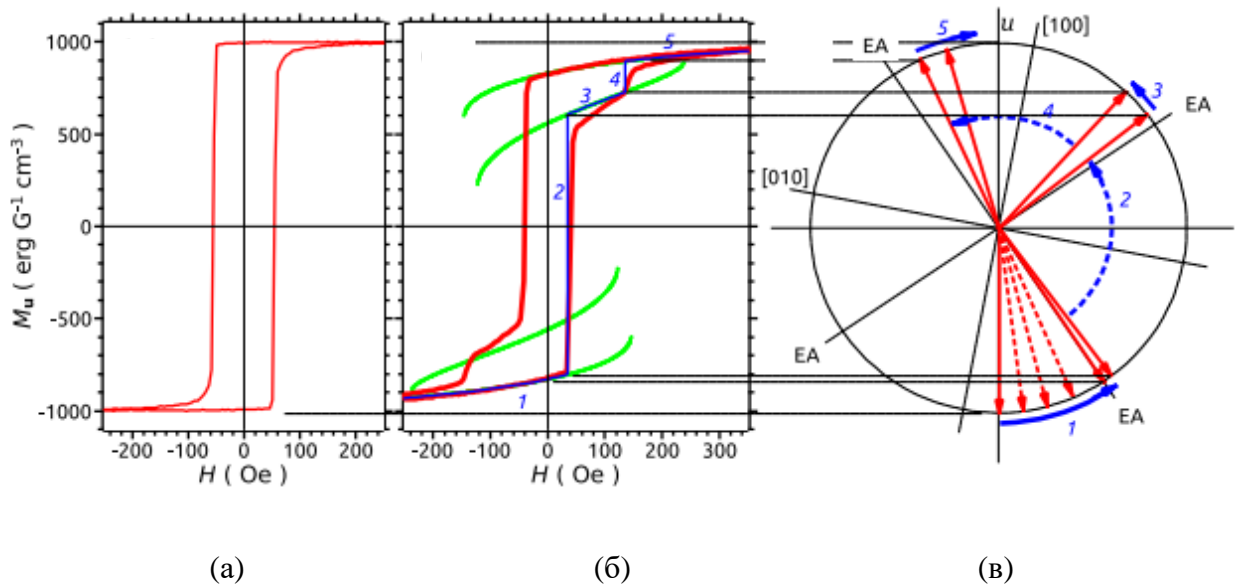 1000
500
0
-500
-1000
M_u ( erg G⁻¹ cm⁻³ )
-200 -100 0 100 200
H ( Oe )
1
2
3
4
5
-200 -100 0 100 200 300
H ( Oe )
5
u
[100]
EA
3
EA
4
[010]
2
EA
EA
1
(а) (б) (в)